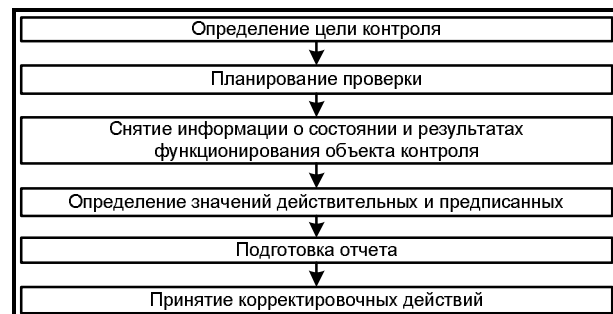 Определение цели контроля
Планирование проверки
Снятие информации о состоянии и результатах
функционирования объекта контроля
Определение значений действительных и предписанных
Подготовка отчета
Принятие корректировочных действий